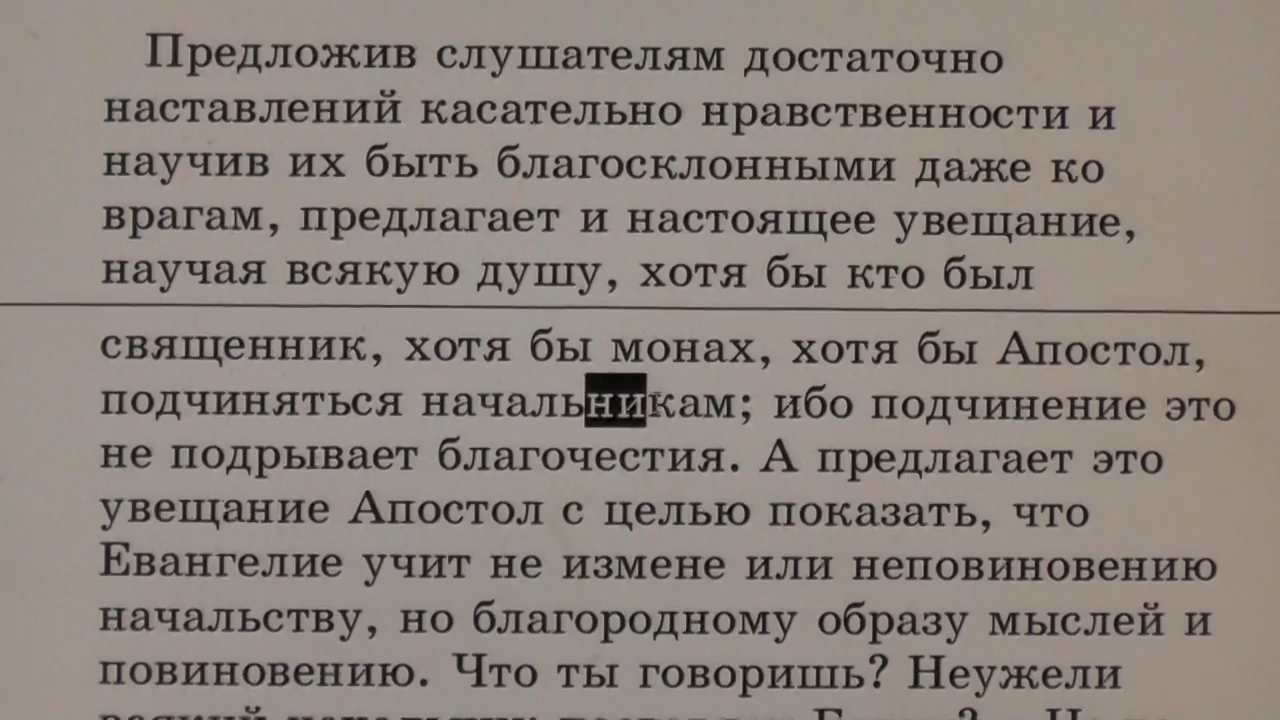 Предложив слушателям достаточно
наставлений касательно нравственности и
научив их быть благосклонными даже ко
врагам, предлагает и настоящее увещание,
научая всякую душу, хотя бы кто был
священник, хотя бы монах, хотя бы Апостол,
подчиняться начальникам; ибо подчинение это
не подрывает благочестия. А предлагает это
увещание Апостол с целью показать, что
Евангелие учит не измене или неповиновению
начальству, но благородному образу мыслей и
повиновению. Что ты говоришь? Неужели